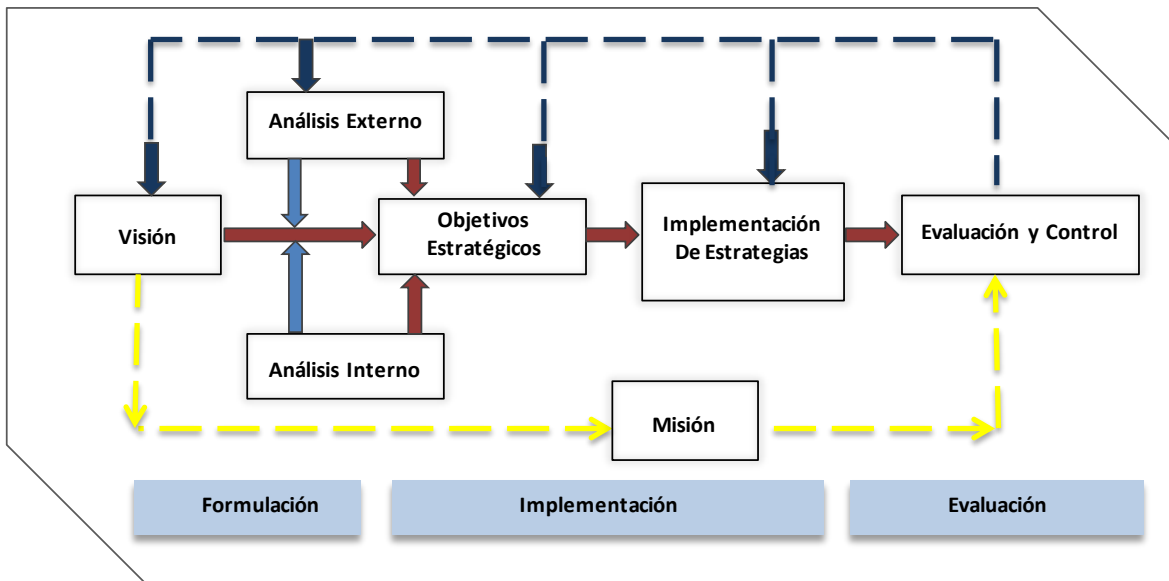 Análisis Externo
Visión
Objetivos
Estratégicos
Implementación
De Estrategias
Evaluación y Control
Análisis Interno
Misión
Formulación
Implementación
Evaluación